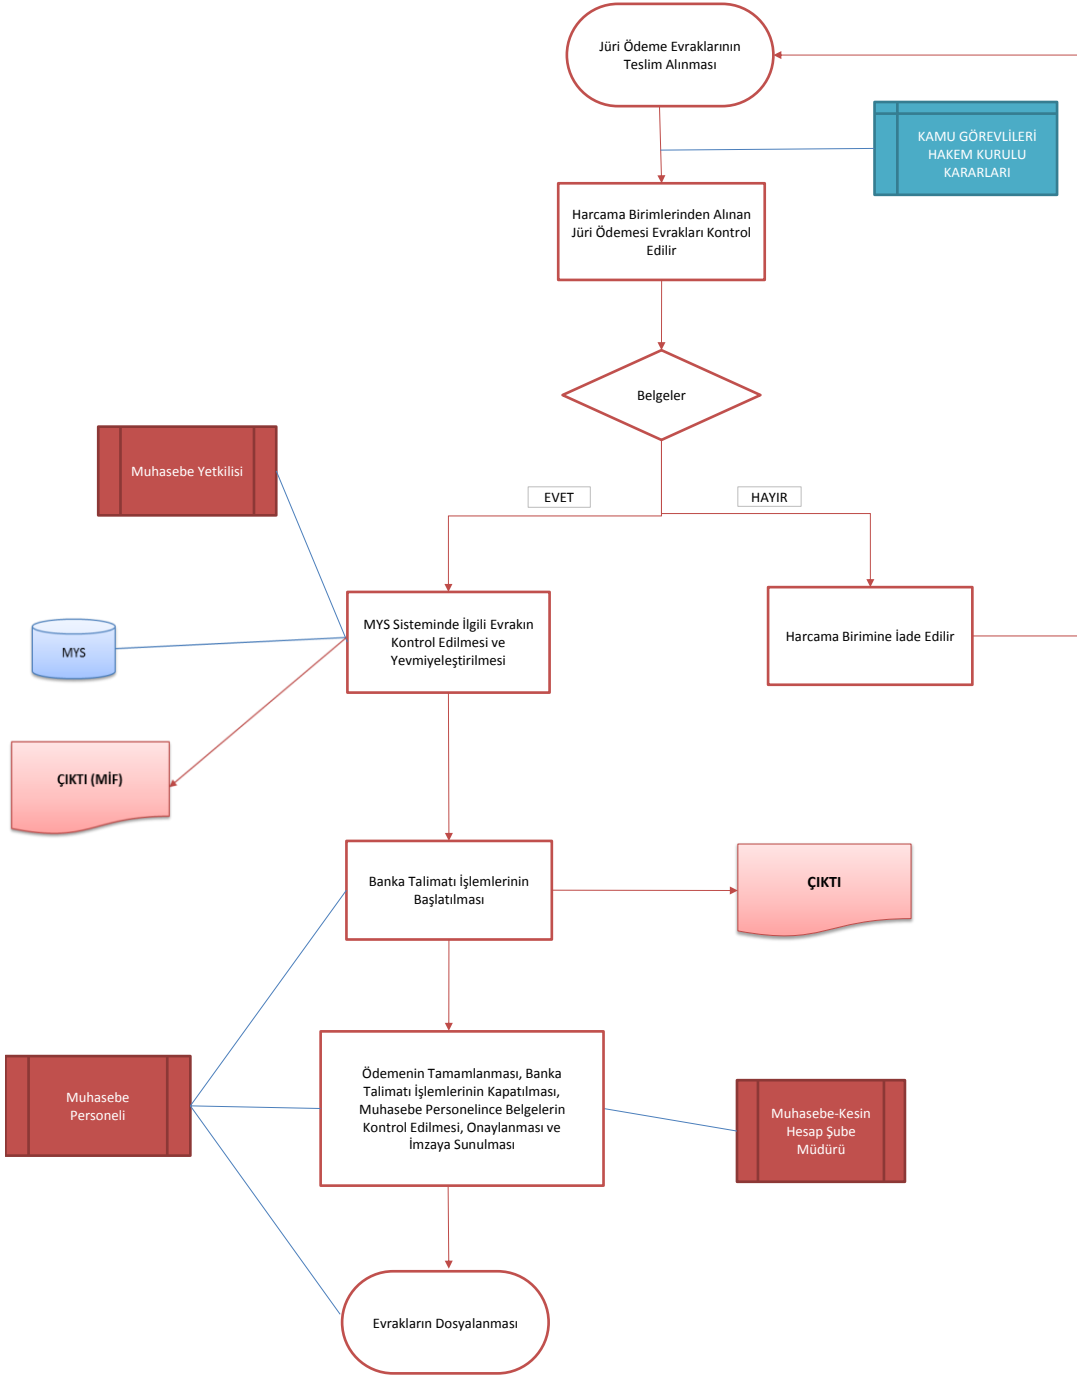 Jüri Ödeme Evraklarının
Teslim Alınması
KAMU GÖREVLİLERİ
HAKEM KURULU
KARARLARI
Harcama Birimlerinden Alınan
Jüri Ödemesi Evrakları Kontrol
Edilir
Belgeler
Muhasebe Yetkilisi
EVET
HAYIR
MYS Sisteminde İlgili Evrakın
Kontrol Edilmesi ve
Yevmiyeleştirilmesi
Harcama Birimine İade Edilir
MYS
ÇIKTI (MİF)
Banka Talimatı İşlemlerinin
Başlatılması
ÇIKTI
Ödemenin Tamamlanması, Banka
Talimatı İşlemlerinin Kapatılması,
Muhasebe Personelince Belgelerin
Kontrol Edilmesi, Onaylanması ve
İmzaya Sunulması
Muhasebe
Personeli
Muhasebe-Kesin
Hesap Şube
Müdürü
Evrakların Dosyalanması